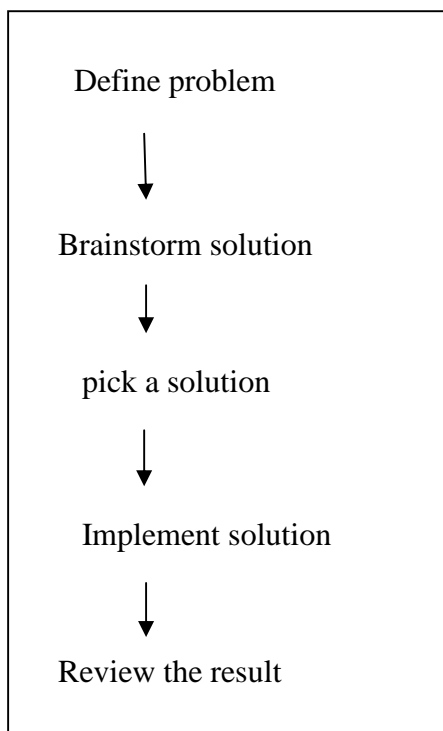 Define problem
Brainstorm solution
pick a solution
Implement solution
Review the result